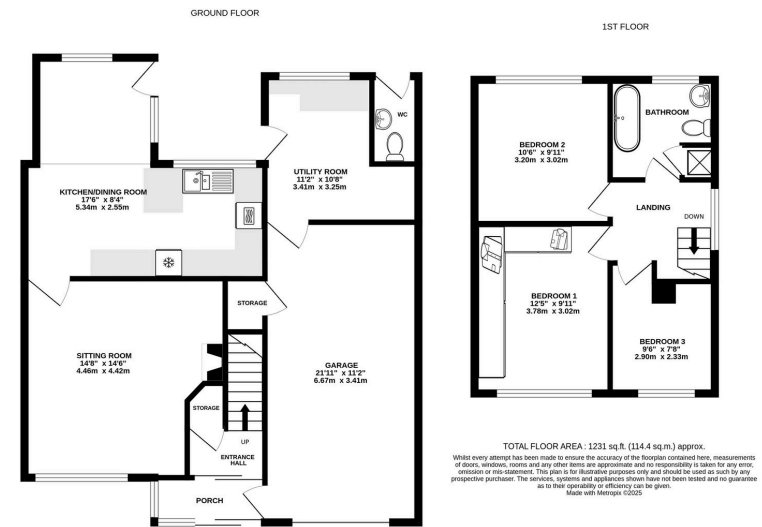 GROUND FLOOR
1ST FLOOR
WC
UTILITY ROOM
11'2" x 10'8"
3.41m x 3.25m
KITCHEN/DINING ROOM
17'6" x 8'4"
5.34m x 2.55m
STORAGE
SITTING ROOM
14'8" x 14'6"
4.46m x 4.42m
GARAGE
21'11" x 11'2"
6.67m x 3.41m
STORAGE
UP
ENTRANCE
HALL
PORCH
BATHROOM
BEDROOM 2
10'6" x 9'11"
3.20m x 3.02m
LANDING
DOWN
BEDROOM 1
12'5" x 9'11"
3.78m x 3.02m
BEDROOM 3
9'6" x 7'8"
2.90m x 2.33m
TOTAL FLOOR AREA : 1231 sq.ft. (114.4 sq.m.) approx.
Whilst every attempt has been made to ensure the accuracy of the floorplan contained here, measurements
of doors, windows, rooms and any other items are approximate and no responsibility is taken for any error,
omission or mis-statement. This plan is for illustrative purposes only and should be used as such by any
prospective purchaser. The services, systems and appliances shown have not been tested and no guarantee
as to their operability or efficiency can be given.
Made with Metropix ©2025